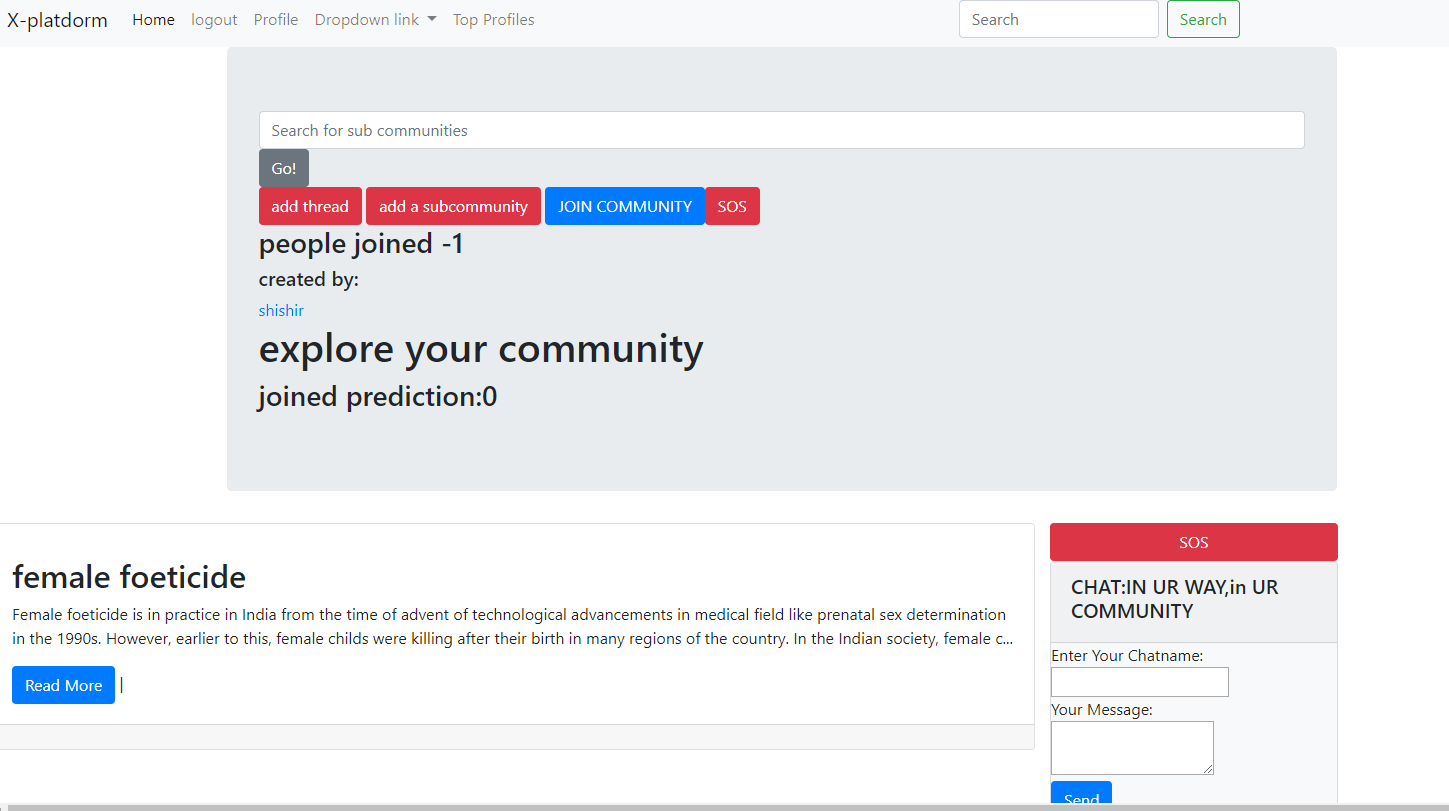 X-platdorm Home logout Profile Dropdown link Top Profiles Search Search
Search for sub communities
Go!
add thread add a subcommunity JOIN COMMUNITY SOS
people joined -1
created by:
shishir
explore your community
joined prediction:0
female foeticide
Female foeticide is in practice in India from the time of advent of technological advancements in medical field like prenatal sex determination
in the 1990s. However, earlier to this, female childs were killing after their birth in many regions of the country. In the Indian society, female c...
Read More |
SOS
CHAT:IN UR WAY,in UR
COMMUNITY
Enter Your Chatname:
Your Message:
Send